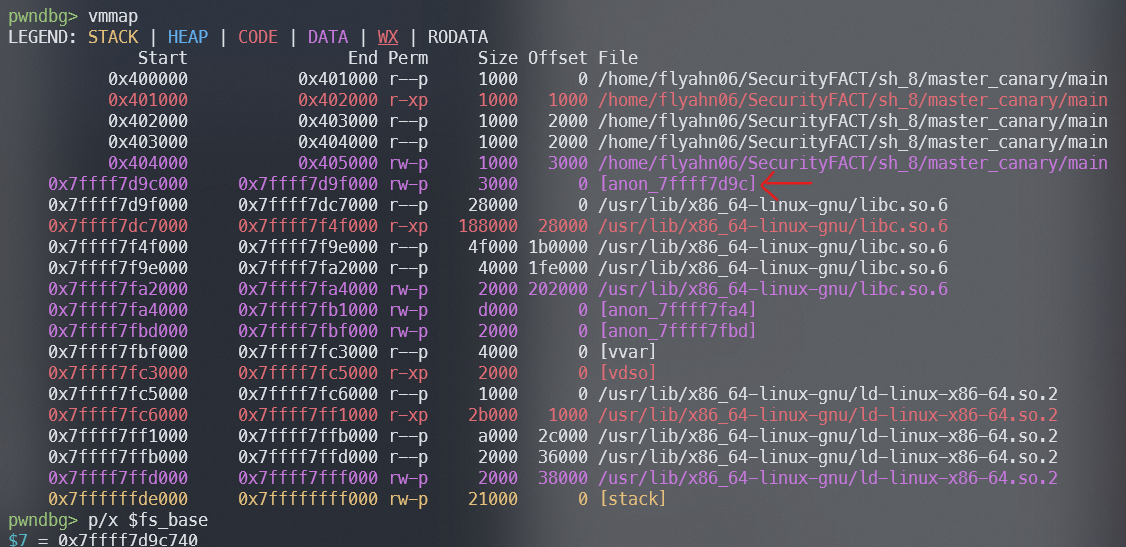 pwndbg> vmmap
LEGEND: STACK | HEAP | CODE | DATA | WX | RODATA
Start End Perm Size Offset File
0x400000 0x401000 r--p 1000 0 /home/flyahn06/SecurityFACT/sh_8/master_canary/main
0x401000 0x402000 r-xp 1000 1000 /home/flyahn06/SecurityFACT/sh_8/master_canary/main
0x402000 0x403000 r--p 1000 2000 /home/flyahn06/SecurityFACT/sh_8/master_canary/main
0x403000 0x404000 r--p 1000 2000 /home/flyahn06/SecurityFACT/sh_8/master_canary/main
0x404000 0x405000 rw-p 1000 3000 /home/flyahn06/SecurityFACT/sh_8/master_canary/main
0x7ffff7d9c000 0x7ffff7d9f000 rw-p 3000 0 [anon_7ffff7d9c]
0x7ffff7d9f000 0x7ffff7dc7000 r--p 28000 0 /usr/lib/x86_64-linux-gnu/libc.so.6
0x7ffff7dc7000 0x7ffff7f4f000 r-xp 188000 28000 /usr/lib/x86_64-linux-gnu/libc.so.6
0x7ffff7f4f000 0x7ffff7f9e000 r--p 4f000 1b0000 /usr/lib/x86_64-linux-gnu/libc.so.6
0x7ffff7f9e000 0x7ffff7fa2000 r--p 4000 1fe000 /usr/lib/x86_64-linux-gnu/libc.so.6
0x7ffff7fa2000 0x7ffff7fa4000 rw-p 2000 202000 /usr/lib/x86_64-linux-gnu/libc.so.6
0x7ffff7fa4000 0x7ffff7fb1000 rw-p d000 0 [anon_7ffff7fa4]
0x7ffff7fbd000 0x7ffff7fbf000 rw-p 2000 0 [anon_7ffff7fbd]
0x7ffff7fbf000 0x7ffff7fc3000 r--p 4000 0 [vvar]
0x7ffff7fc3000 0x7ffff7fc5000 r-xp 2000 0 [vdso]
0x7ffff7fc5000 0x7ffff7fc6000 r--p 1000 0 /usr/lib/x86_64-linux-gnu/ld-linux-x86-64.so.2
0x7ffff7fc6000 0x7ffff7ff1000 r-xp 2b000 1000 /usr/lib/x86_64-linux-gnu/ld-linux-x86-64.so.2
0x7ffff7ff1000 0x7ffff7ffb000 r--p a000 2c000 /usr/lib/x86_64-linux-gnu/ld-linux-x86-64.so.2
0x7ffff7ffb000 0x7ffff7ffd000 r--p 2000 36000 /usr/lib/x86_64-linux-gnu/ld-linux-x86-64.so.2
0x7ffff7ffd000 0x7ffff7fff000 rw-p 2000 38000 /usr/lib/x86_64-linux-gnu/ld-linux-x86-64.so.2
0x7ffffffde000 0x7ffffffff000 rw-p 21000 0 [stack]
pwndbg> p/x $fs_base
$7 = 0x7ffff7d9c740